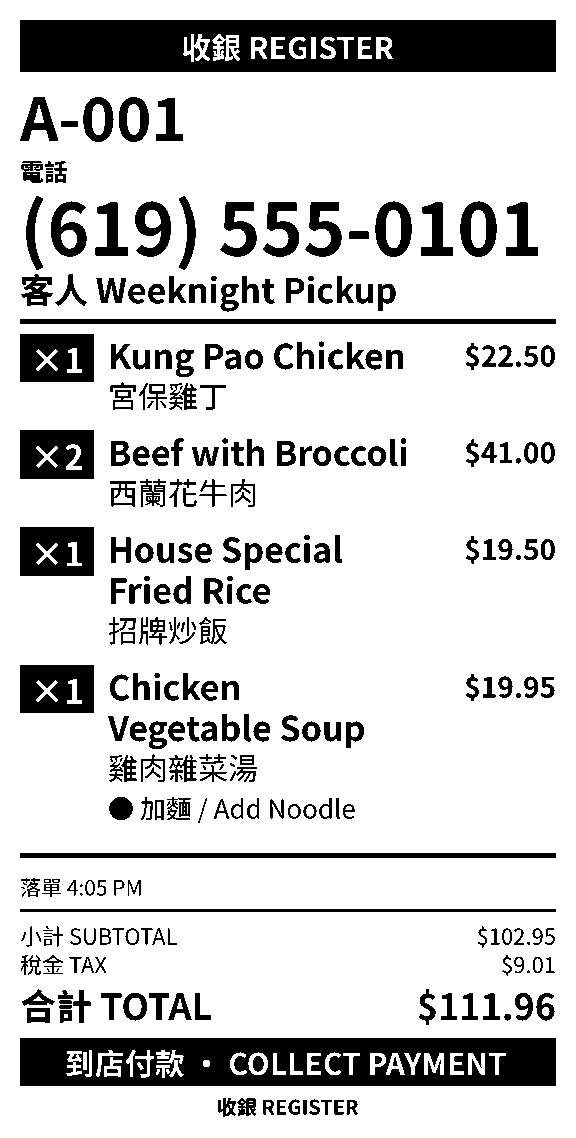 收銀 REGISTER
A-001
電話
(619) 555-0101
客人 Weeknight Pickup
×1 Kung Pao Chicken $22.50
宮保雞丁
×2 Beef with Broccoli $41.00
西蘭花牛肉
×1 House Special $19.50
Fried Rice
招牌炒飯
×1 Chicken $19.95
Vegetable Soup
雞肉雜菜湯
● 加麵 / Add Noodle
落單 4:05 PM
小計 SUBTOTAL $102.95
稅金 TAX $9.01
合計 TOTAL $111.96
到店付款 · COLLECT PAYMENT
收銀 REGISTER